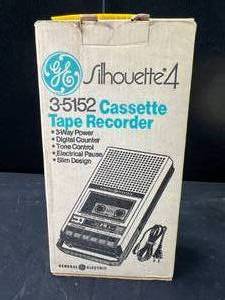 GE Silhouette 4
3-5152 Cassette
Tape Recorder
• 3-Way Power
• Digital Counter
• Tone Control
• Electrical Pause
• Slim Design
GENERAL ELECTRIC